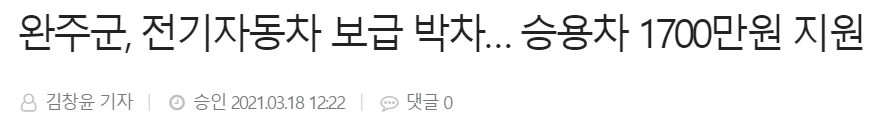 완주군, 전기자동차 보급 박차... 승용차 1700만원 지원
김창윤 기자 | 승인 2021.03.18 12:22 | 댓글 0